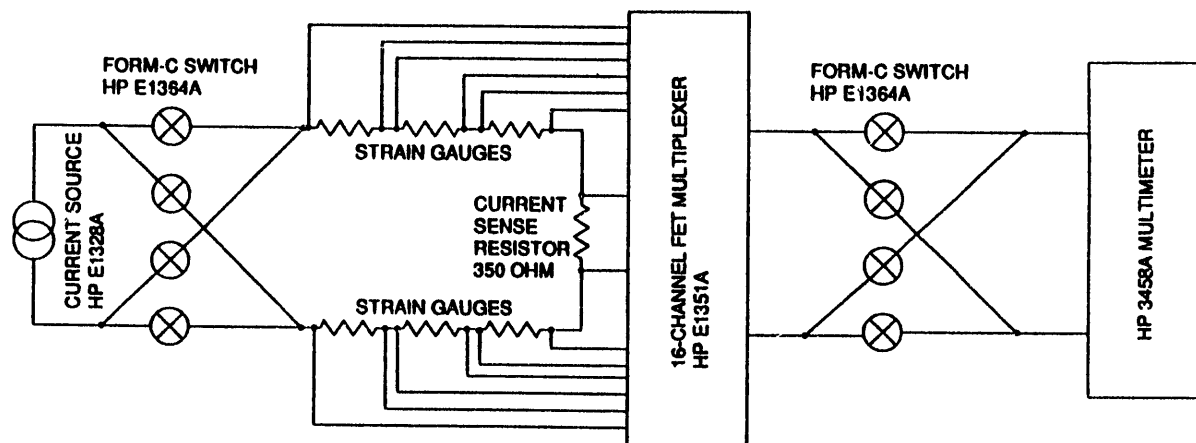 FORM-C SWITCH
HP E1364A
CURRENT SOURCE
HP E1328A
STRAIN GAUGES
CURRENT
SENSE
RESISTOR
350 OHM
STRAIN GAUGES
16-CHANNEL FET MULTIPLEXER
HP E1351A
FORM-C SWITCH
HP E1364A
HP 3458A MULTIMETER